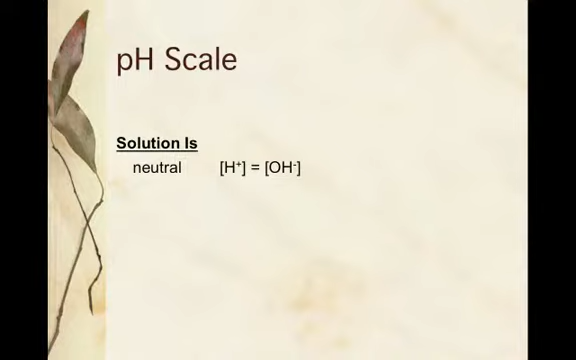 pH Scale
Solution Is
neutral [H⁺] = [OH⁻]